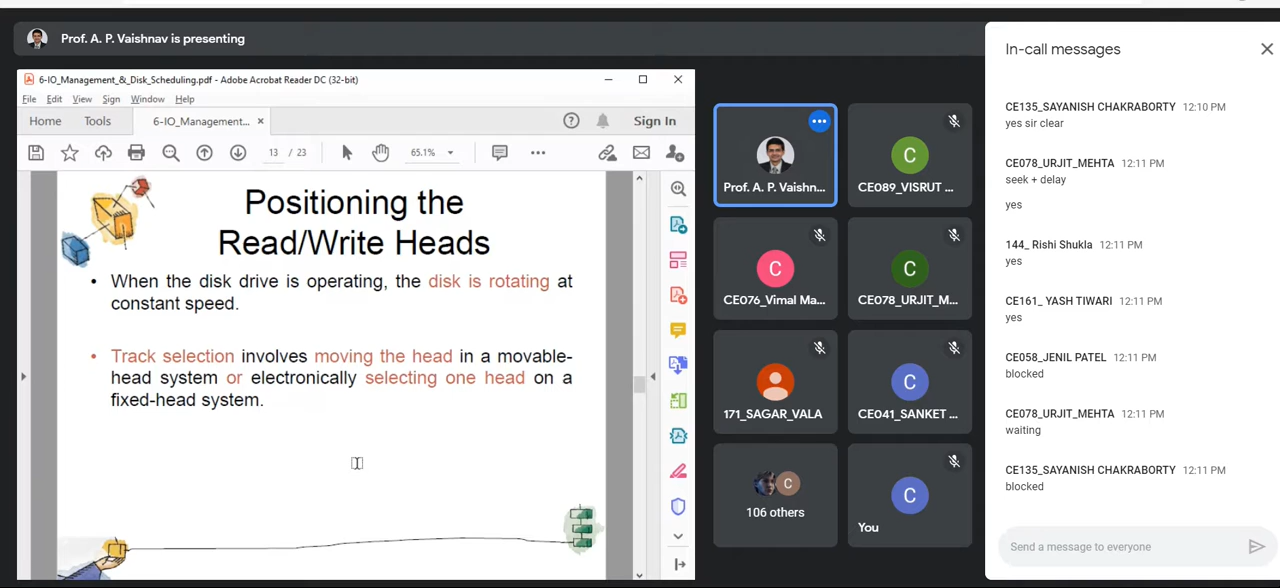 Prof. A. P. Vaishnav is presenting
6-IO_Management_&_Disk_Scheduling.pdf - Adobe Acrobat Reader DC (32-bit)
File Edit View Sign Window Help
Home Tools 6-IO_Management... × Sign In
13 / 23 65.1%
Positioning the
Read/Write Heads
• When the disk drive is operating, the disk is rotating at
constant speed.
• Track selection involves moving the head in a movable-
head system or electronically selecting one head on a
fixed-head system.
Prof. A. P. Vaishn...
CE089_VISRUT ...
CE076_Vimal Ma...
CE078_URJIT_M...
171_SAGAR_VALA
CE041_SANKET ...
106 others
You
In-call messages
CE135_SAYANISH CHAKRABORTY 12:10 PM
yes sir clear
CE078_URJIT_MEHTA 12:11 PM
seek + delay
yes
144_ Rishi Shukla 12:11 PM
yes
CE161_ YASH TIWARI 12:11 PM
yes
CE058_JENIL PATEL 12:11 PM
blocked
CE078_URJIT_MEHTA 12:11 PM
waiting
CE135_SAYANISH CHAKRABORTY 12:11 PM
blocked
Send a message to everyone